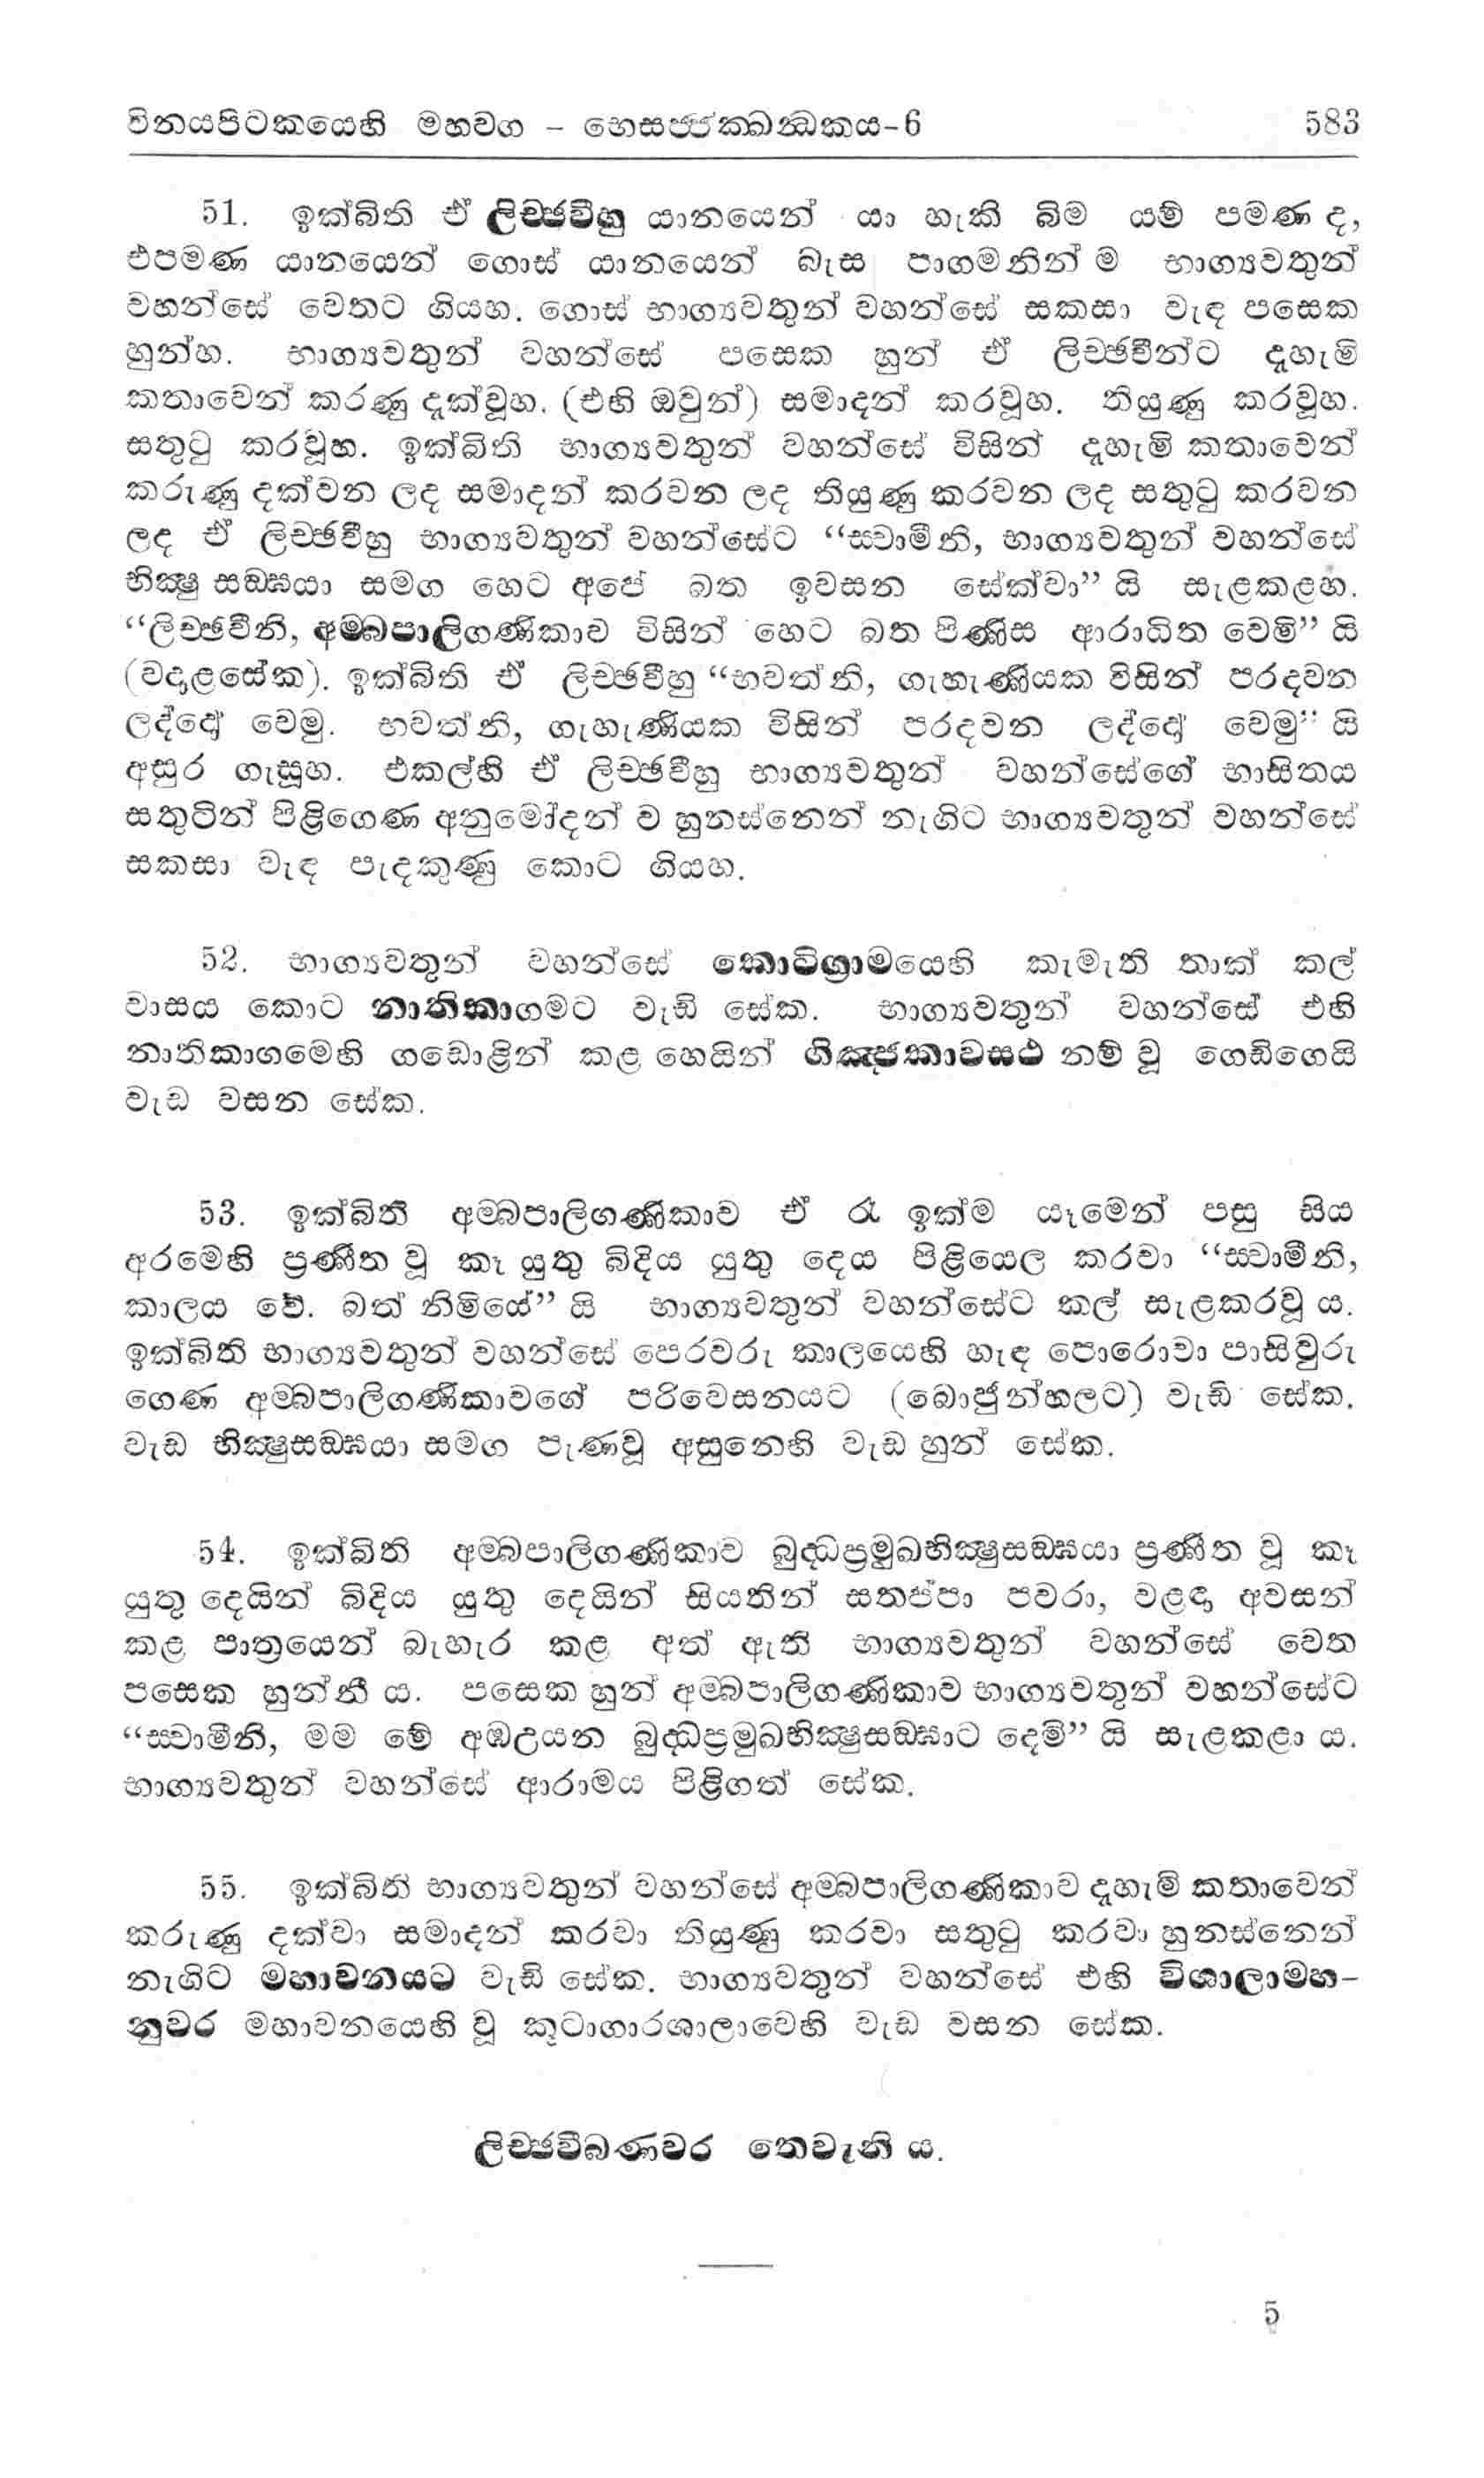 විනයපිටකයෙහි මහවග - භෙසජ්ජක්ඛන්ධකය-6 583
51. ඉක්බිති ඒ ලිච්ඡවීහු යානයෙන් යා හැකි බිම යම් පමණ ද,
එපමණ යානයෙන් ගොස් යානයෙන් බැස පාගමනින් ම භාග්‍යවතුන්
වහන්සේ වෙතට ගියහ. ගොස් භාග්‍යවතුන් වහන්සේ සකසා වැඳ පසෙක
හුන්හ. භාග්‍යවතුන් වහන්සේ පසෙක හුන් ඒ ලිච්ඡවීන්ට දැහැමි
කතාවෙන් කරණු දැක්වූහ. (එහි ඔවුන්) සමාදන් කරවූහ. තියුණු කරවූහ.
සතුටු කරවූහ. ඉක්බිති භාග්‍යවතුන් වහන්සේ විසින් දැහැමි කතාවෙන්
කරුණු දක්වන ලද සමාදන් කරවන ලද තියුණු කරවන ලද සතුටු කරවන
ලද ඒ ලිච්ඡවීහු භාග්‍යවතුන් වහන්සේට “ස්වාමීනි, භාග්‍යවතුන් වහන්සේ
භික්‍ෂු සඞ්ඝයා සමග හෙට අපේ බත ඉවසන සේක්වා” යි සැළකළහ.
“ලිච්ඡවීනි, අම්බපාලිගණිකාව විසින් හෙට බත පිණිස ආරාධිත වෙමි” යි
(වදාළසේක). ඉක්බිති ඒ ලිච්ඡවීහු “භවත්නි, ගැහැණියක විසින් පරදවන
ලද්දෝ වෙමු. භවත්නි, ගැහැණියක විසින් පරදවන ලද්දෝ වෙමු” යි
අසුර ගැසූහ. එකල්හි ඒ ලිච්ඡවීහු භාග්‍යවතුන් වහන්සේගේ භාසිතය
සතුටින් පිළිගෙණ අනුමෝදන් ව හුනස්නෙන් නැගිට භාග්‍යවතුන් වහන්සේ
සකසා වැඳ පැදකුණු කොට ගියහ.
52. භාග්‍යවතුන් වහන්සේ කොටිග්‍රාමයෙහි කැමැති තාක් කල්
වාසය කොට නාතිකාගමට වැඩි සේක. භාග්‍යවතුන් වහන්සේ එහි
නාතිකාගමෙහි ගඩොළින් කළ හෙයින් ගිඤ්ජකාවසථ නම් වූ ගෙඩිගෙයි
වැඩ වසන සේක.
53. ඉක්බිති අම්බපාලිගණිකාව ඒ රෑ ඉක්ම යෑමෙන් පසු සිය
අරමෙහි ප්‍රණීත වූ කෑ යුතු බිදිය යුතු දෙය පිළියෙල කරවා “ස්වාමීනි,
කාලය වේ. බත් නිමියේ” යි භාග්‍යවතුන් වහන්සේට කල් සැළකරවූ ය.
ඉක්බිති භාග්‍යවතුන් වහන්සේ පෙරවරු කාලයෙහි හැඳ පොරොවා පාසිවුරු
ගෙණ අම්බපාලිගණිකාවගේ පරිවෙසනයට (බොජුන්හලට) වැඩි සේක.
වැඩ භික්‍ෂුසඞ්ඝයා සමග පැණවූ අසුනෙහි වැඩ හුන් සේක.
54. ඉක්බිති අම්බපාලිගණිකාව බුද්ධප්‍රමුඛභික්‍ෂුසඞ්ඝයා ප්‍රණීත වූ කෑ
යුතු දෙයින් බිදිය යුතු දෙයින් සියතින් සතප්පා පවරා, වළඳා අවසන්
කළ පාත්‍රයෙන් බැහැර කළ අත් ඇති භාග්‍යවතුන් වහන්සේ වෙත
පසෙක හුන්නී ය. පසෙක හුන් අම්බපාලිගණිකාව භාග්‍යවතුන් වහන්සේට
“ස්වාමීනි, මම මේ අඹඋයන බුද්ධප්‍රමුඛභික්‍ෂුසඞ්ඝාට දෙමි” යි සැළකළා ය.
භාග්‍යවතුන් වහන්සේ ආරාමය පිළිගත් සේක.
55. ඉක්බිති භාග්‍යවතුන් වහන්සේ අම්බපාලිගණිකාව දැහැමි කතාවෙන්
කරුණු දක්වා සමාදන් කරවා තියුණු කරවා සතුටු කරවා හුනස්නෙන්
නැගිට මහාවනයට වැඩි සේක. භාග්‍යවතුන් වහන්සේ එහි විශාලාමහ-
නුවර මහාවනයෙහි වූ කූටාගාරශාලාවෙහි වැඩ වසන සේක.
ලිච්ඡවීබණවර තෙවැනි ය.
5